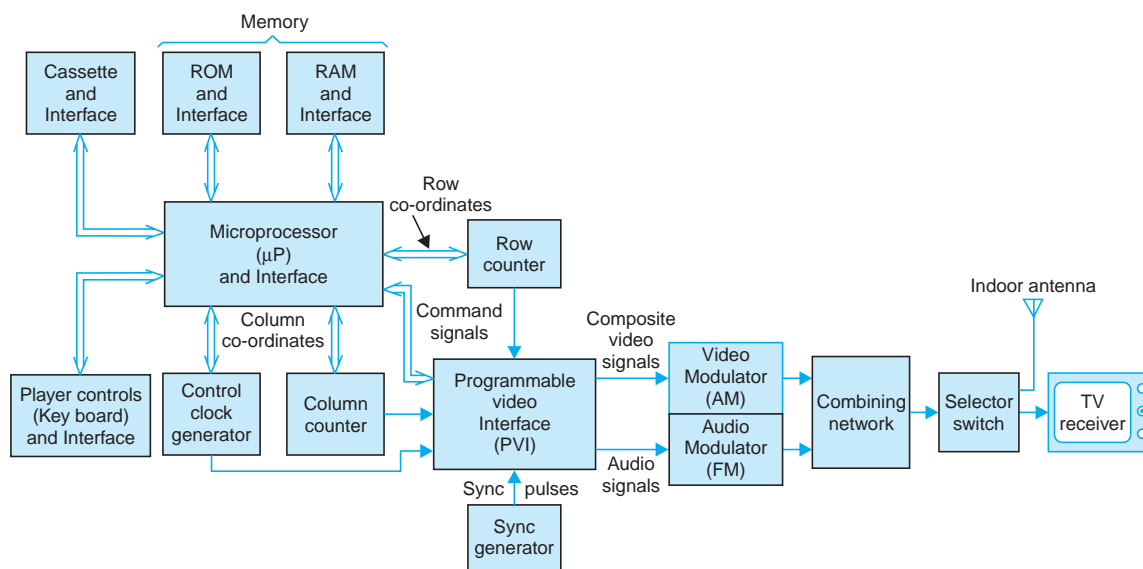 Memory
Cassette
and
Interface
ROM
and
Interface
RAM
and
Interface
Row
co-ordinates
Microprocessor
(μP)
and Interface
Row
counter
Indoor antenna
Column
co-ordinates
Command
signals
Composite
video
signals
Player controls
(Key board)
and Interface
Control
clock
generator
Column
counter
Programmable
video
Interface
(PVI)
Video
Modulator
(AM)
Audio
Modulator
(FM)
Combining
network
Selector
switch
TV
receiver
Audio
signals
Sync pulses
Sync
generator